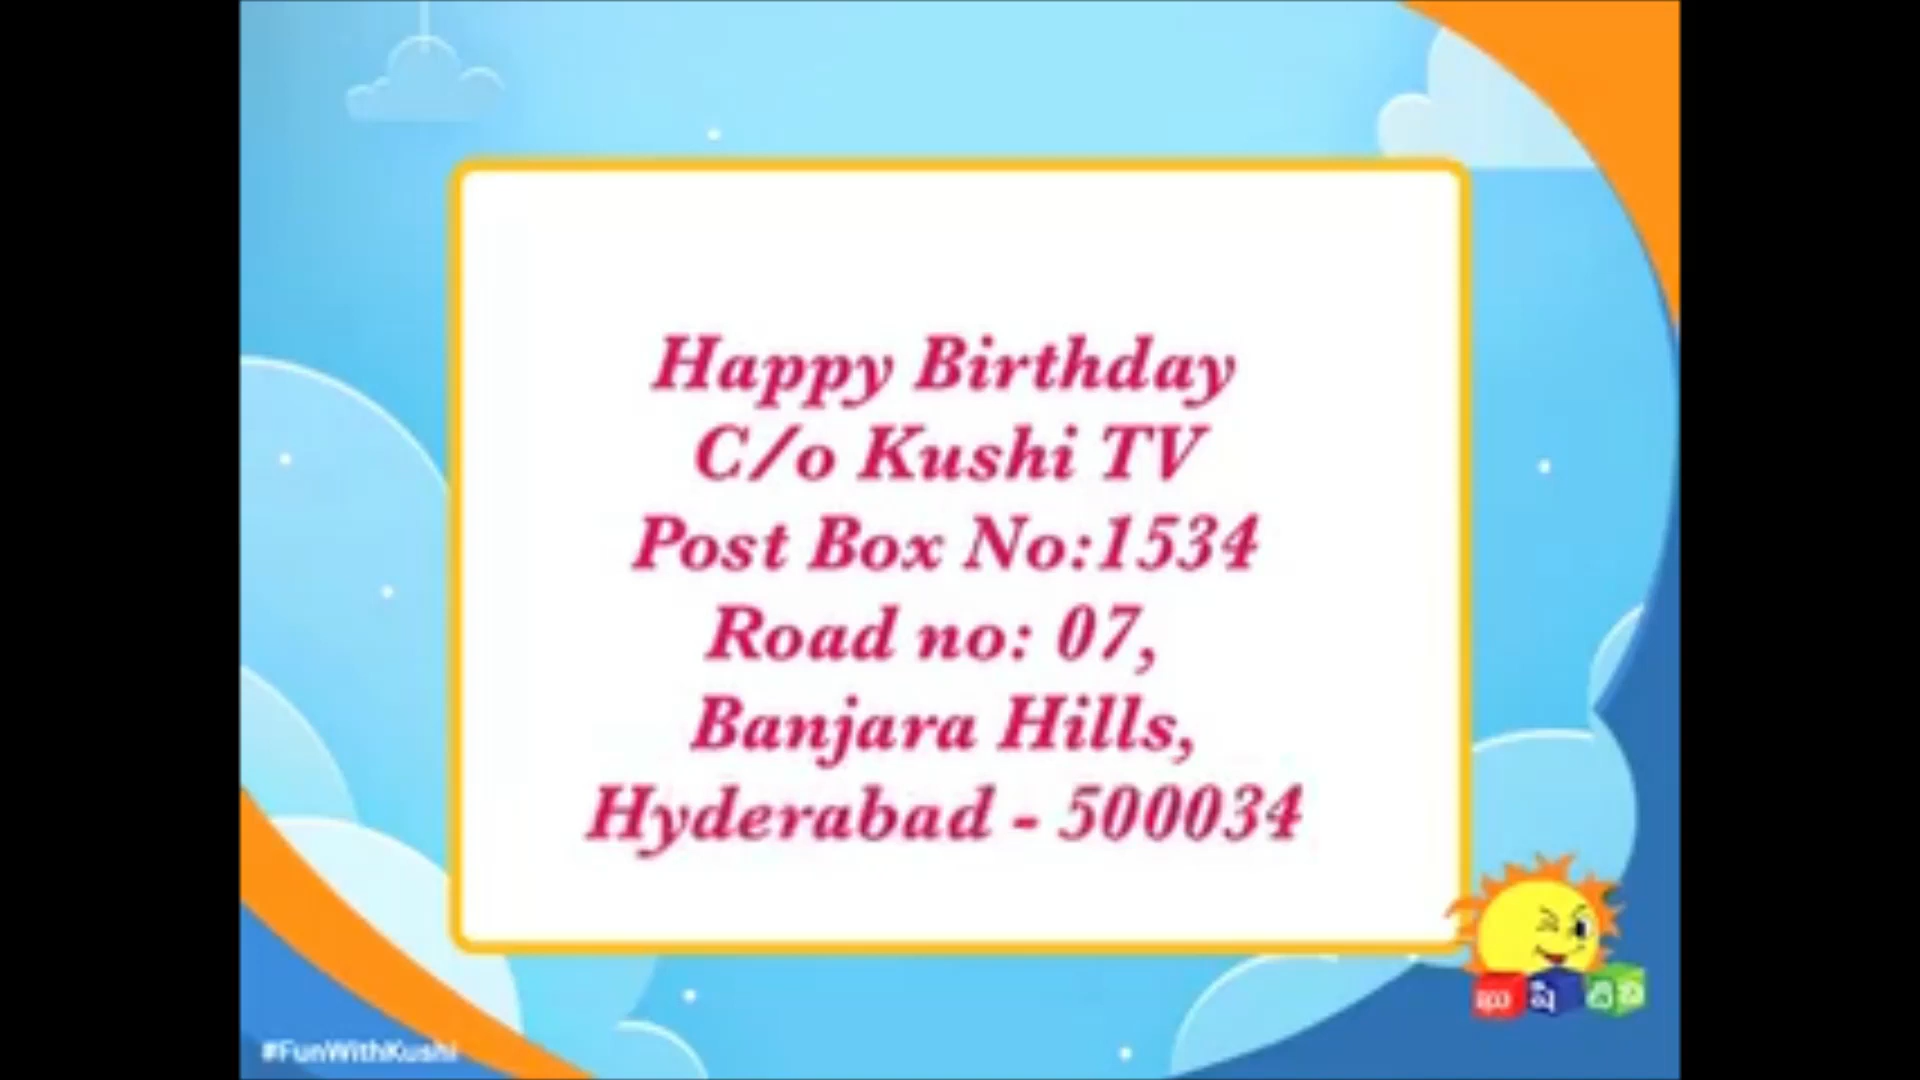 Happy Birthday
C/o Kushi TV
Post Box No:1534
Road no: 07,
Banjara Hills,
Hyderabad - 500034
#FunWithKushi